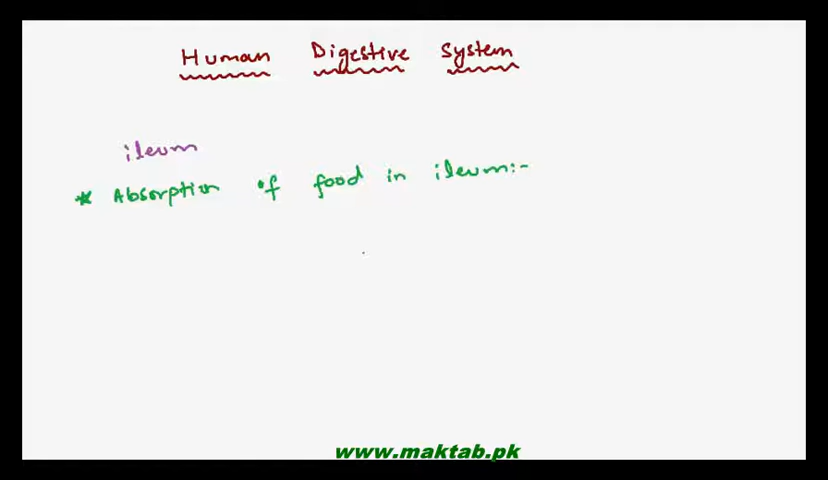 Human Digestive System
ileum
* Absorption of food in ileum:-
www.maktab.pk